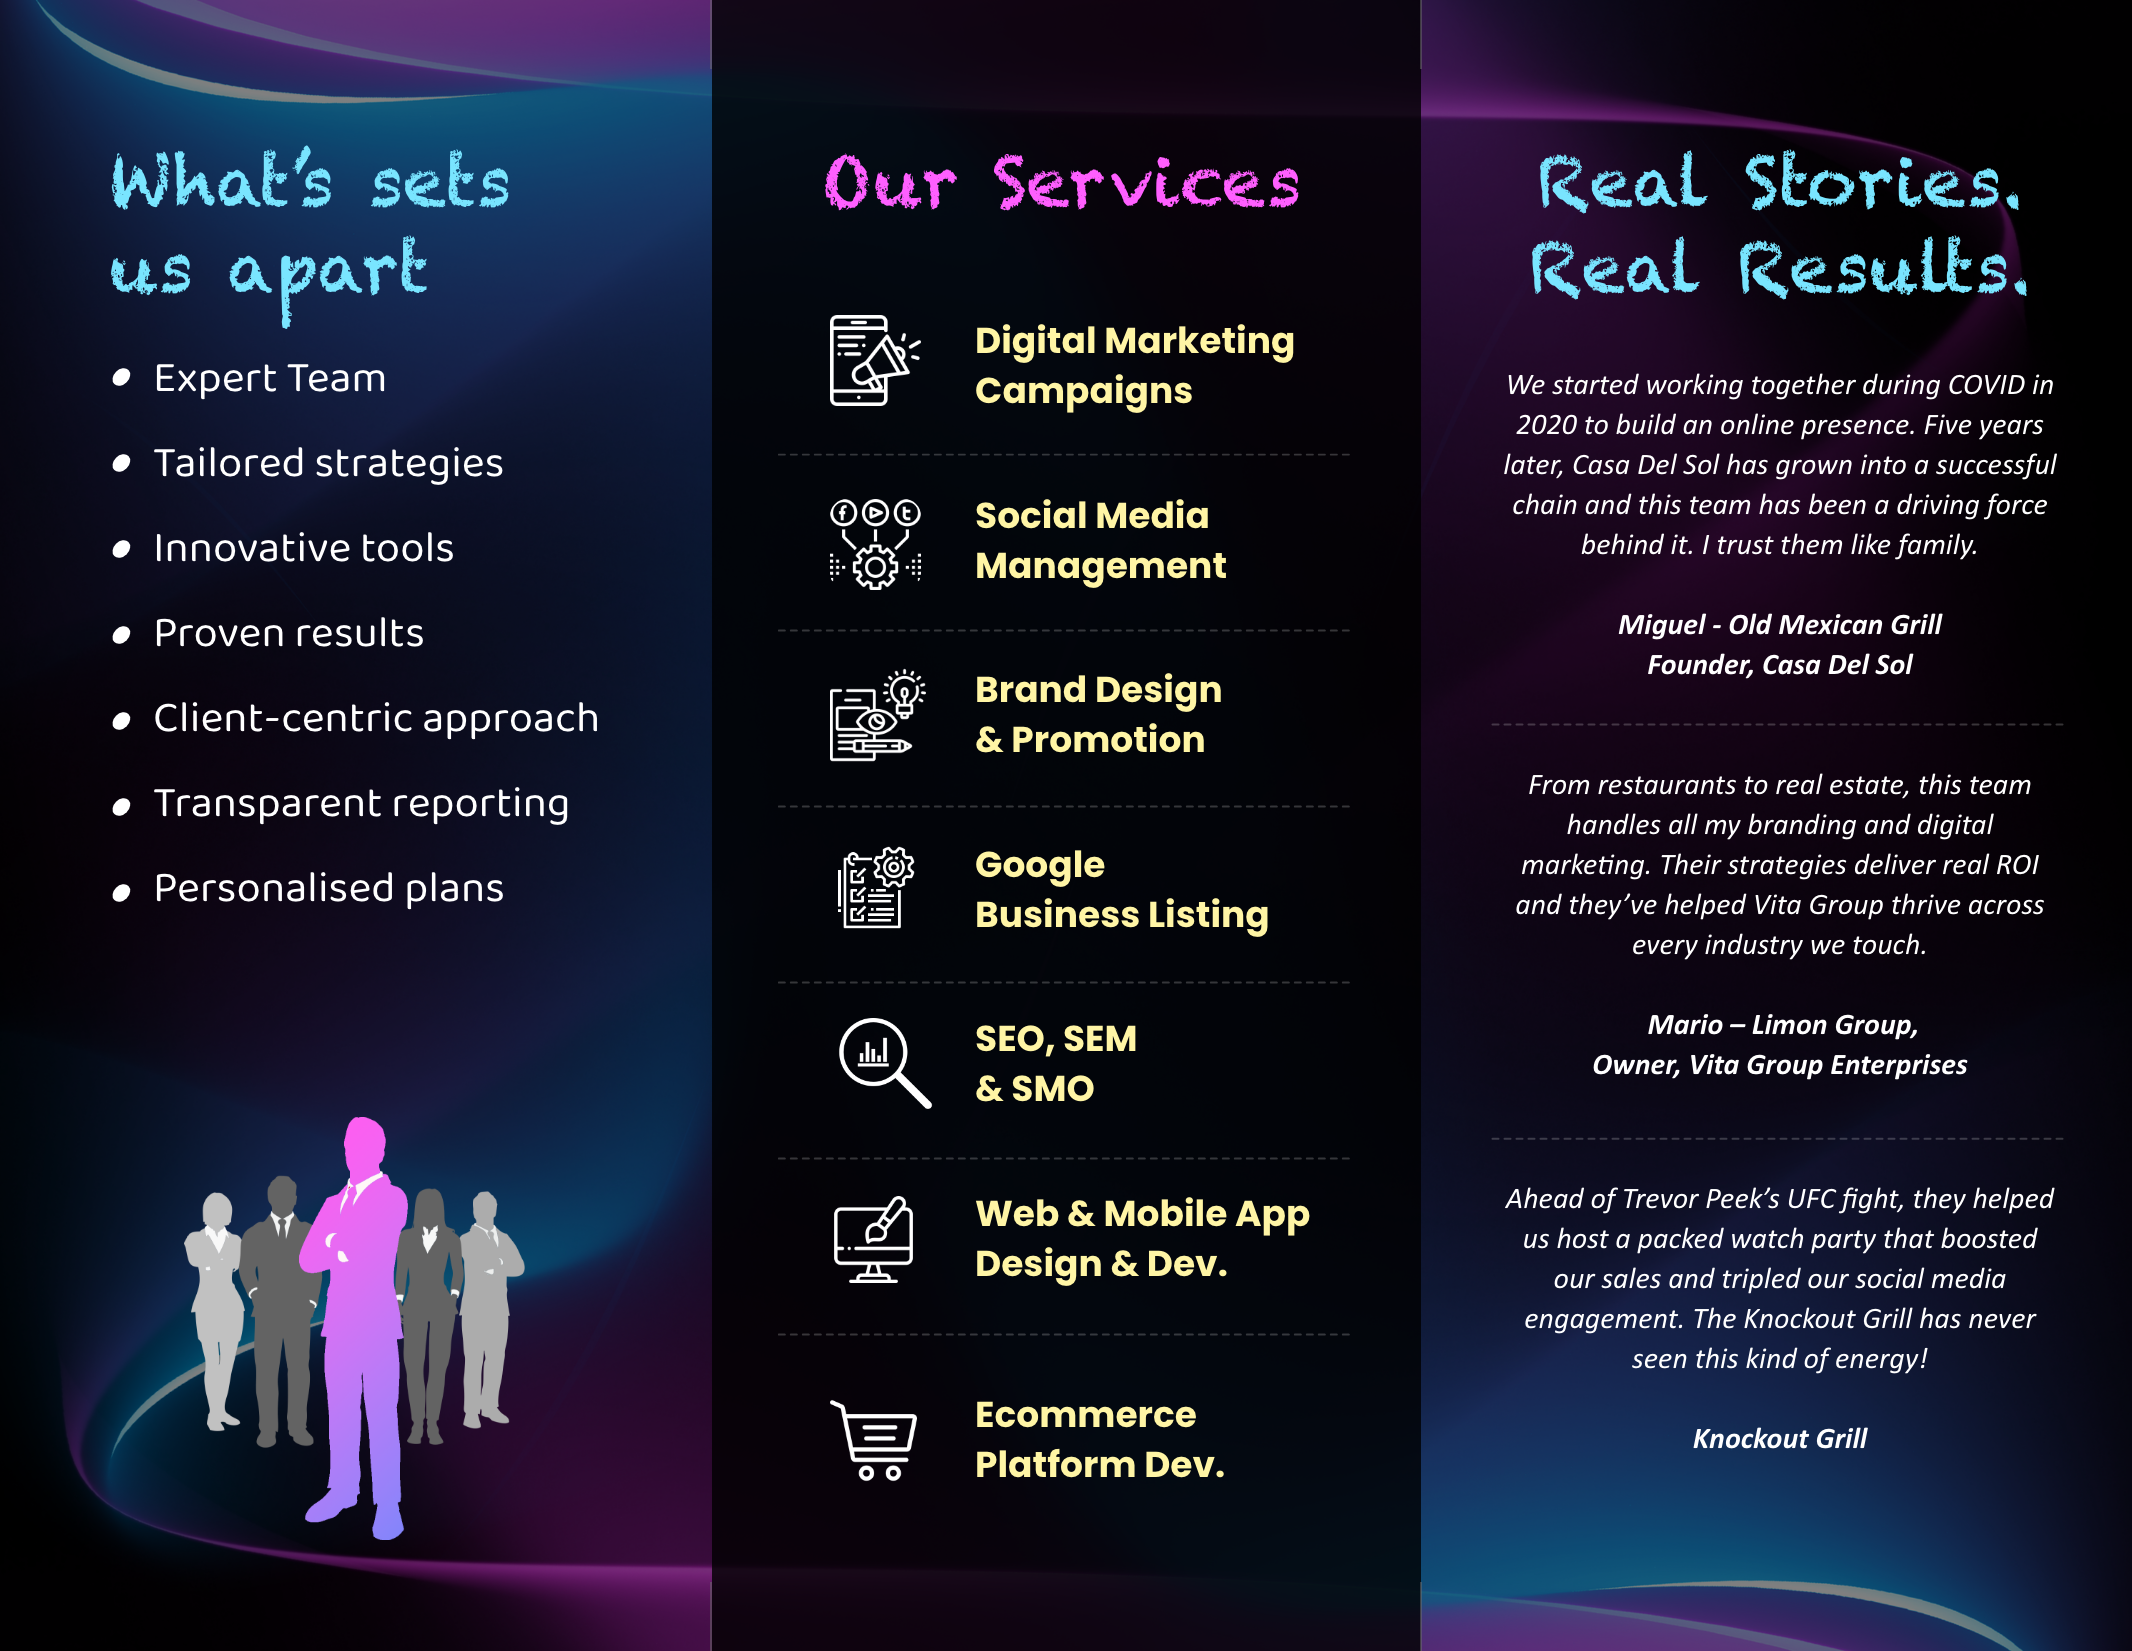 What's sets
us apart
Expert Team
Tailored strategies
Innovative tools
Proven results
Client-centric approach
Transparent reporting
Personalised plans
Our Services
Digital Marketing
Campaigns
Social Media
Management
Brand Design
& Promotion
Google
Business Listing
SEO, SEM
& SMO
Web & Mobile App
Design & Dev.
Ecommerce
Platform Dev.
Real Stories.
Real Results.
We started working together during COVID in
2020 to build an online presence. Five years
later, Casa Del Sol has grown into a successful
chain and this team has been a driving force
behind it. I trust them like family.
Miguel - Old Mexican Grill
Founder, Casa Del Sol
From restaurants to real estate, this team
handles all my branding and digital
marketing. Their strategies deliver real ROI
and they've helped Vita Group thrive across
every industry we touch.
Mario – Limon Group,
Owner, Vita Group Enterprises
Ahead of Trevor Peek's UFC fight, they helped
us host a packed watch party that boosted
our sales and tripled our social media
engagement. The Knockout Grill has never
seen this kind of energy!
Knockout Grill